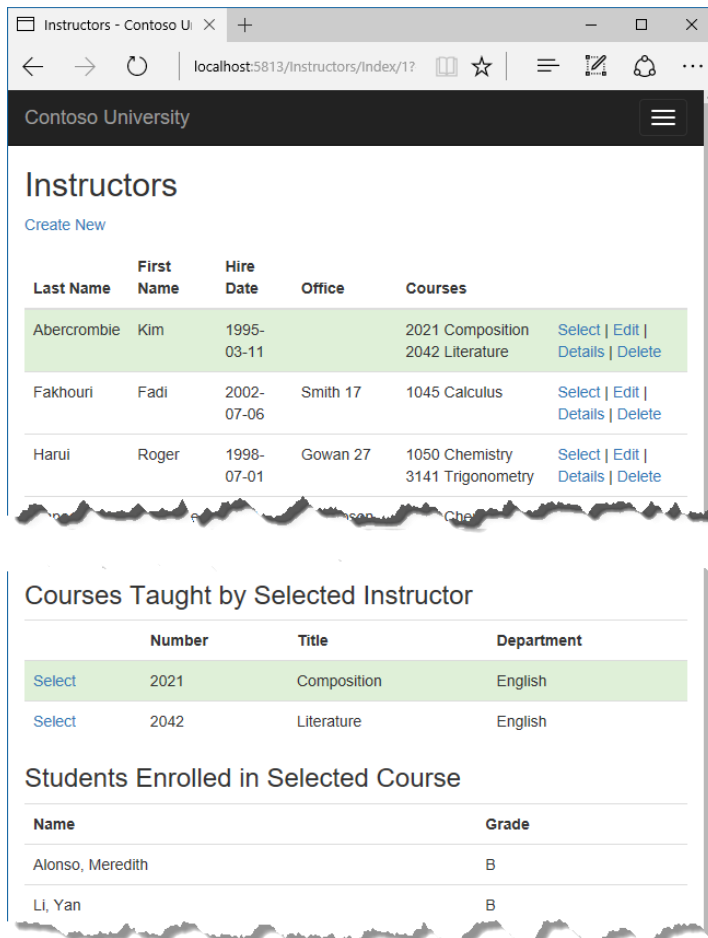 Instructors - Contoso U
localhost:5813/Instructors/Index/1?
Contoso University
Instructors
Create New
Last Name First Name Hire Date Office Courses
Abercrombie Kim 1995-03-11 2021 Composition Select | Edit |
2042 Literature Details | Delete
Fakhouri Fadi 2002-07-06 Smith 17 1045 Calculus Select | Edit |
Details | Delete
Harui Roger 1998-07-01 Gowan 27 1050 Chemistry Select | Edit |
3141 Trigonometry Details | Delete
Courses Taught by Selected Instructor
Number Title Department
Select 2021 Composition English
Select 2042 Literature English
Students Enrolled in Selected Course
Name Grade
Alonso, Meredith B
Li, Yan B